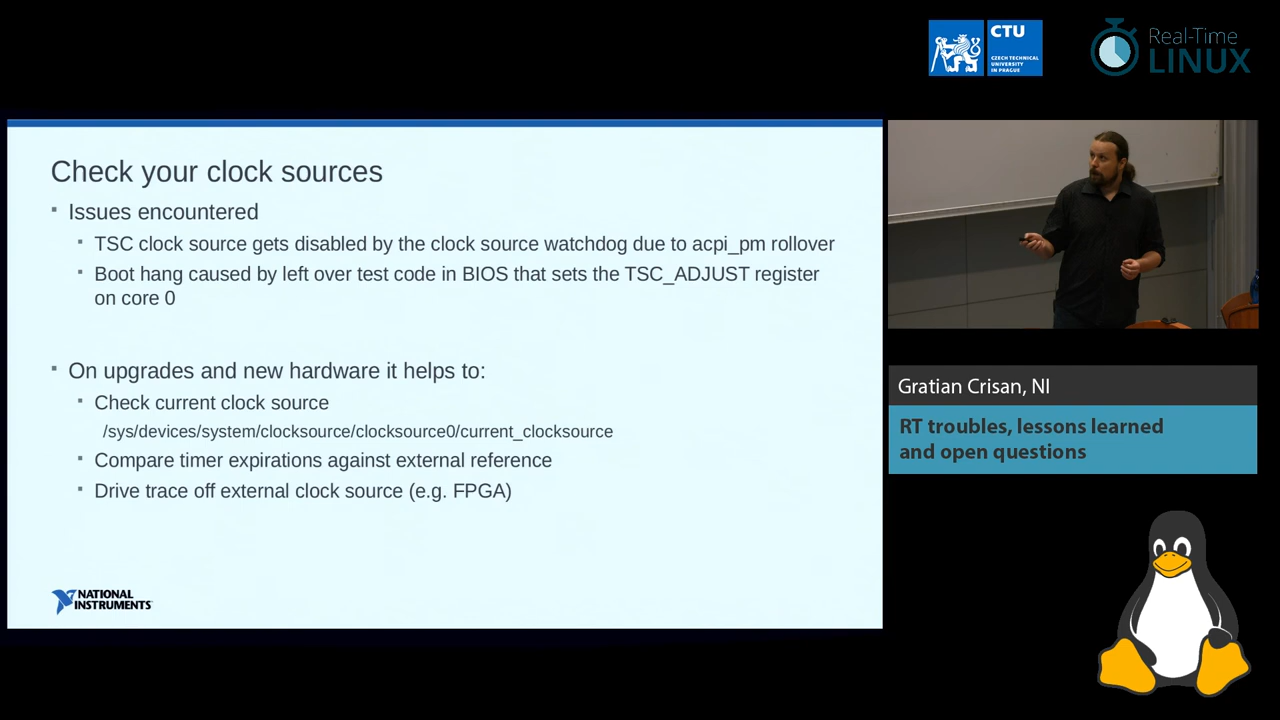 CTU
CZECH TECHNICAL
UNIVERSITY
IN PRAGUE
Real-Time
LINUX
Check your clock sources
Issues encountered
TSC clock source gets disabled by the clock source watchdog due to acpi_pm rollover
Boot hang caused by left over test code in BIOS that sets the TSC_ADJUST register
on core 0
On upgrades and new hardware it helps to:
Check current clock source
/sys/devices/system/clocksource/clocksource0/current_clocksource
Compare timer expirations against external reference
Drive trace off external clock source (e.g. FPGA)
NATIONAL
INSTRUMENTS
Gratian Crisan, NI
RT troubles, lessons learned
and open questions